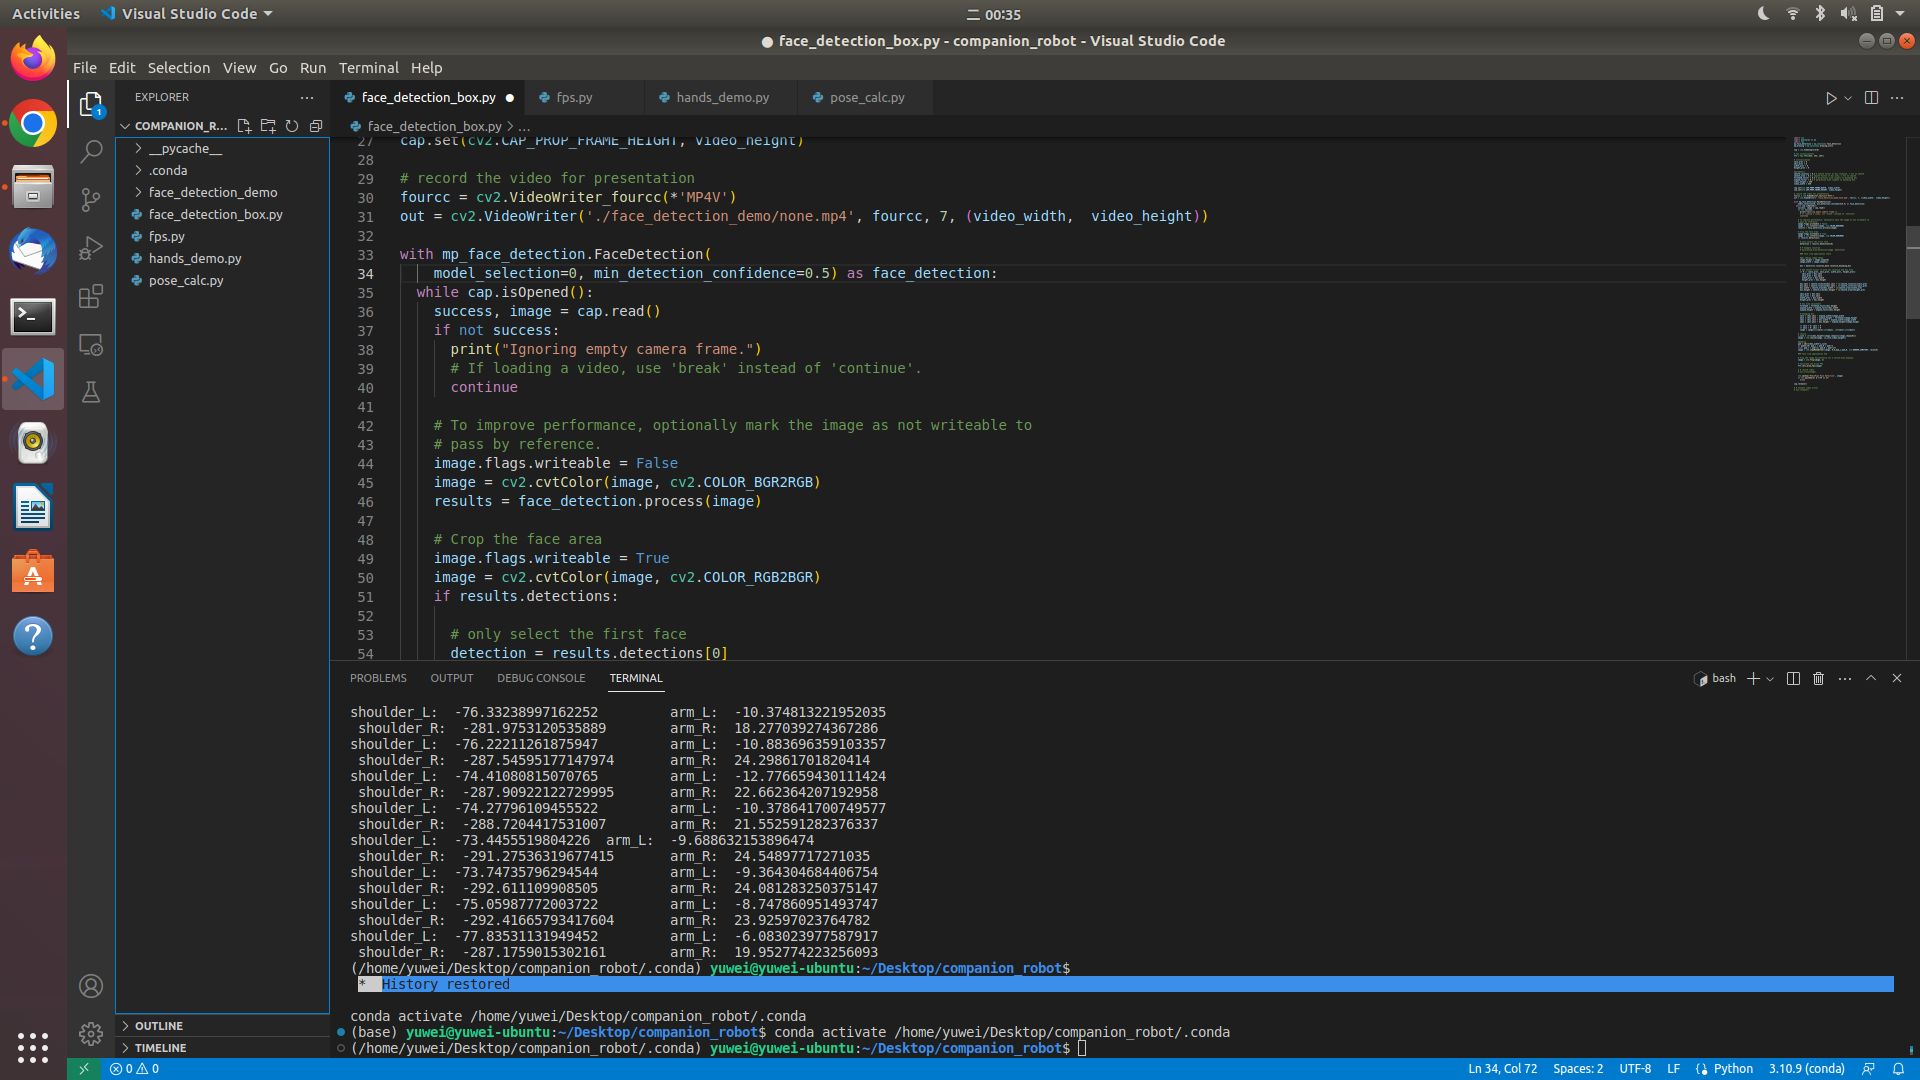 Activities
Visual Studio Code
二 00:35
● face_detection_box.py - companion_robot - Visual Studio Code
File Edit Selection View Go Run Terminal Help
EXPLORER
face_detection_box.py
fps.py
hands_demo.py
pose_calc.py
COMPANION_R...
face_detection_box.py > ...
__pycache__
.conda
face_detection_demo
face_detection_box.py
fps.py
hands_demo.py
pose_calc.py
1
27 cap.set(cv2.CAP_PROP_FRAME_HEIGHT, video_height)
28
29 # record the video for presentation
30 fourcc = cv2.VideoWriter_fourcc(*'MP4V')
31 out = cv2.VideoWriter('./face_detection_demo/none.mp4', fourcc, 7, (video_width,  video_height))
32
33 with mp_face_detection.FaceDetection(
34     model_selection=0, min_detection_confidence=0.5) as face_detection:
35   while cap.isOpened():
36     success, image = cap.read()
37     if not success:
38       print("Ignoring empty camera frame.")
39       # If loading a video, use 'break' instead of 'continue'.
40       continue
41
42     # To improve performance, optionally mark the image as not writeable to
43     # pass by reference.
44     image.flags.writeable = False
45     image = cv2.cvtColor(image, cv2.COLOR_BGR2RGB)
46     results = face_detection.process(image)
47
48     # Crop the face area
49     image.flags.writeable = True
50     image = cv2.cvtColor(image, cv2.COLOR_RGB2BGR)
51     if results.detections:
52
53       # only select the first face
54       detection = results.detections[0]
PROBLEMS OUTPUT DEBUG CONSOLE TERMINAL
bash
shoulder_L:  -76.33238997162252 arm_L:  -10.374813221952035
shoulder_R:  -281.9753120535889 arm_R:  18.277039274367286
shoulder_L:  -76.22211261875947 arm_L:  -10.883696359103357
shoulder_R:  -287.54595177147974 arm_R:  24.29861701820414
shoulder_L:  -74.41080815070765 arm_L:  -12.776659430111424
shoulder_R:  -287.90922122729995 arm_R:  22.662364207192958
shoulder_L:  -74.27796109455522 arm_L:  -10.378641700749577
shoulder_R:  -288.7204417531007 arm_R:  21.552591282376337
shoulder_L:  -73.4455519804226 arm_L:  -9.688632153896474
shoulder_R:  -291.27536319677415 arm_R:  24.54897717271035
shoulder_L:  -73.74735796294544 arm_L:  -9.364304684406754
shoulder_R:  -292.611109908505 arm_R:  24.081283250375147
shoulder_L:  -75.05987772003722 arm_L:  -8.747860951493747
shoulder_R:  -292.41665793417604 arm_R:  23.92597023764782
shoulder_L:  -77.83531131949452 arm_L:  -6.083023977587917
shoulder_R:  -287.1759015302161 arm_R:  19.952774223256093
(/home/yuwei/Desktop/companion_robot/.conda) yuwei@yuwei-ubuntu:~/Desktop/companion_robot$
* History restored
conda activate /home/yuwei/Desktop/companion_robot/.conda
(base) yuwei@yuwei-ubuntu:~/Desktop/companion_robot$ conda activate /home/yuwei/Desktop/companion_robot/.conda
(/home/yuwei/Desktop/companion_robot/.conda) yuwei@yuwei-ubuntu:~/Desktop/companion_robot$
OUTLINE
TIMELINE
0 0
Ln 34, Col 72 Spaces: 2 UTF-8 LF Python 3.10.9 (conda)